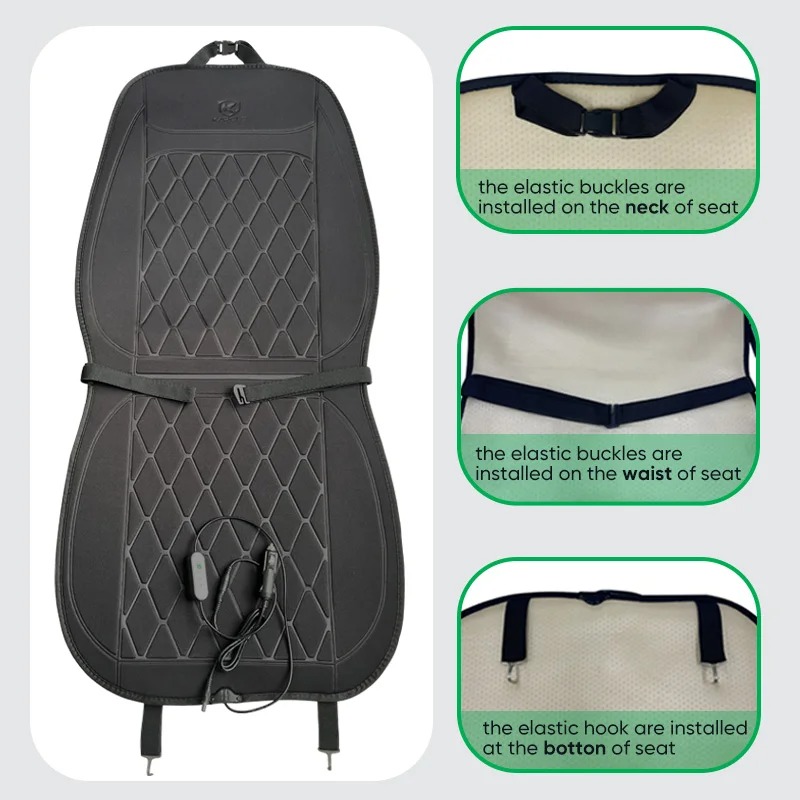 the elastic buckles are
installed on the neck of seat
the elastic buckles are
installed on the waist of seat
the elastic hook are installed
at the botton of seat